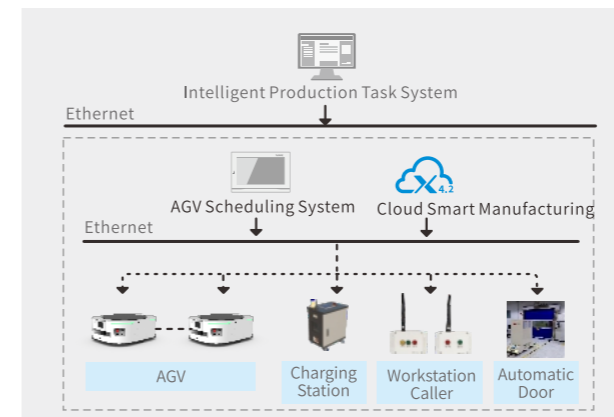 Intelligent Production Task System
Ethernet
X
4.2
AGV Scheduling System
Cloud Smart Manufacturing
Ethernet
AGV
Charging
Station
Workstation
Caller
Automatic
Door